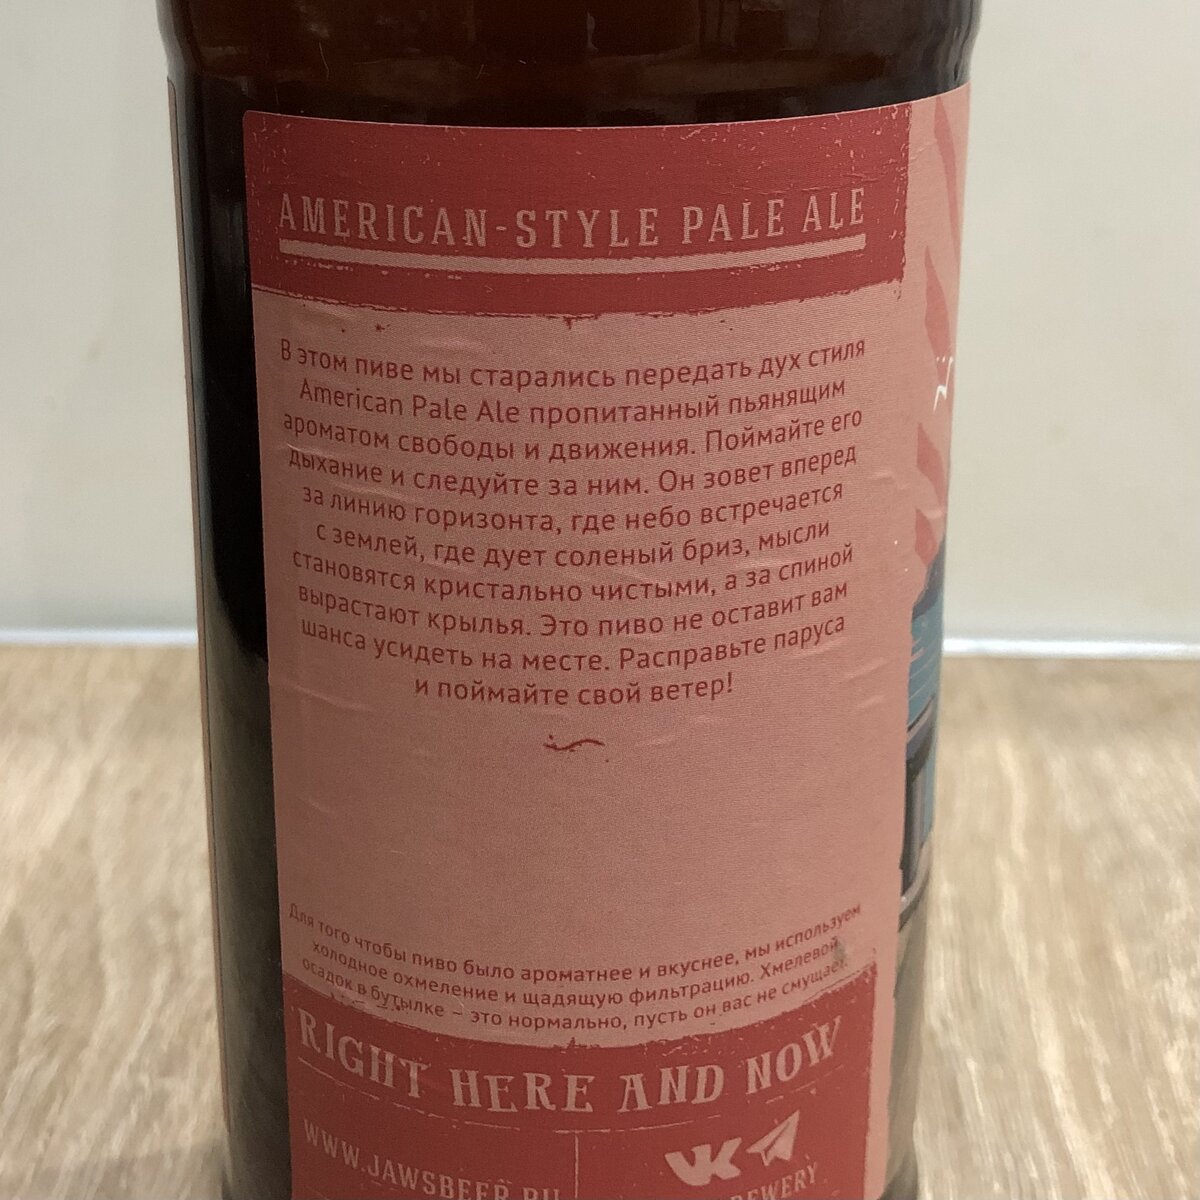 AMERICAN-STYLE PALE ALE
В этом пиве мы старались передать дух стиля
American Pale Ale пропитанный пьянящим
ароматом свободы и движения. Поймайте его
дыхание и следуйте за ним. Он зовет вперед
за линию горизонта, где небо встречается
с землей, где дует соленый бриз, мысли
становятся кристально чистыми, а за спиной
вырастают крылья. Это пиво не оставит вам
шанса усидеть на месте. Расправьте паруса
и поймайте свой ветер!
Для того чтобы пиво было ароматнее и вкуснее, мы используем
холодное охмеление и щадящую фильтрацию. Хмелевой
осадок в бутылке – это нормально, пусть он вас не смущает.
RIGHT HERE AND NOW
WWW.JAWSBEER.RU